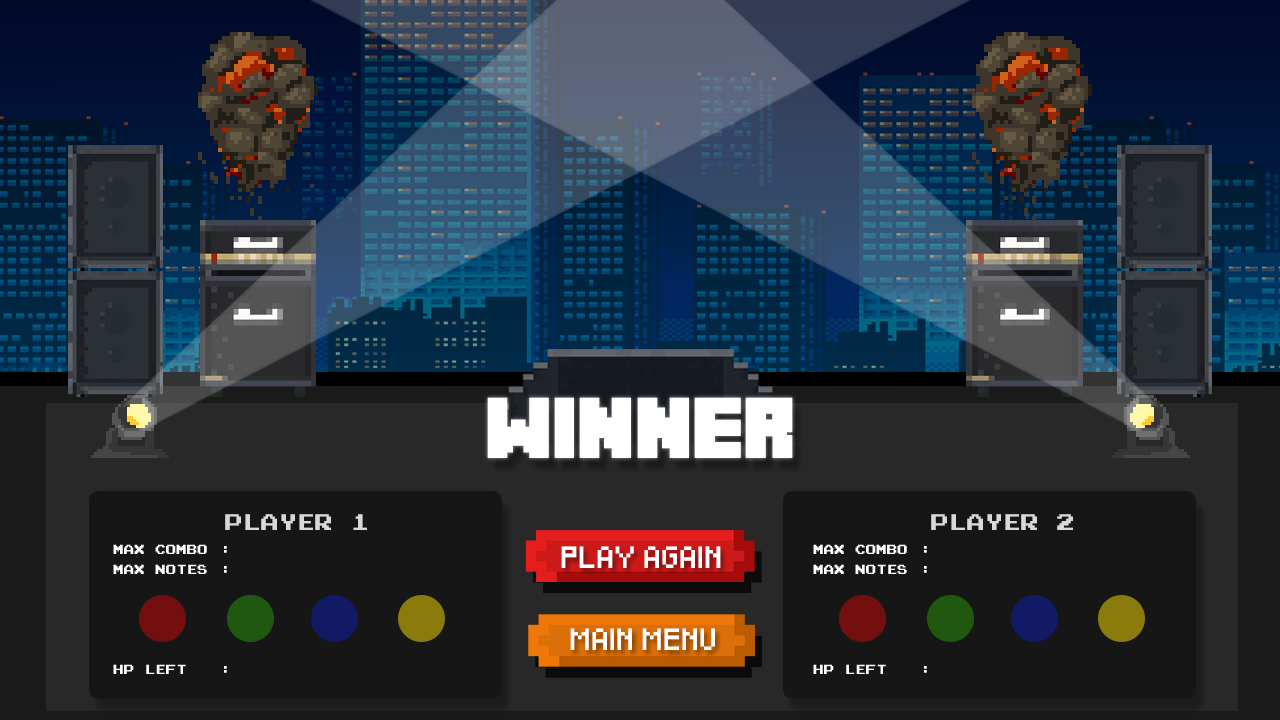 WINNER
PLAYER 1
MAX COMBO :
MAX NOTES :
HP LEFT :
PLAY AGAIN
MAIN MENU
PLAYER 2
MAX COMBO :
MAX NOTES :
HP LEFT :